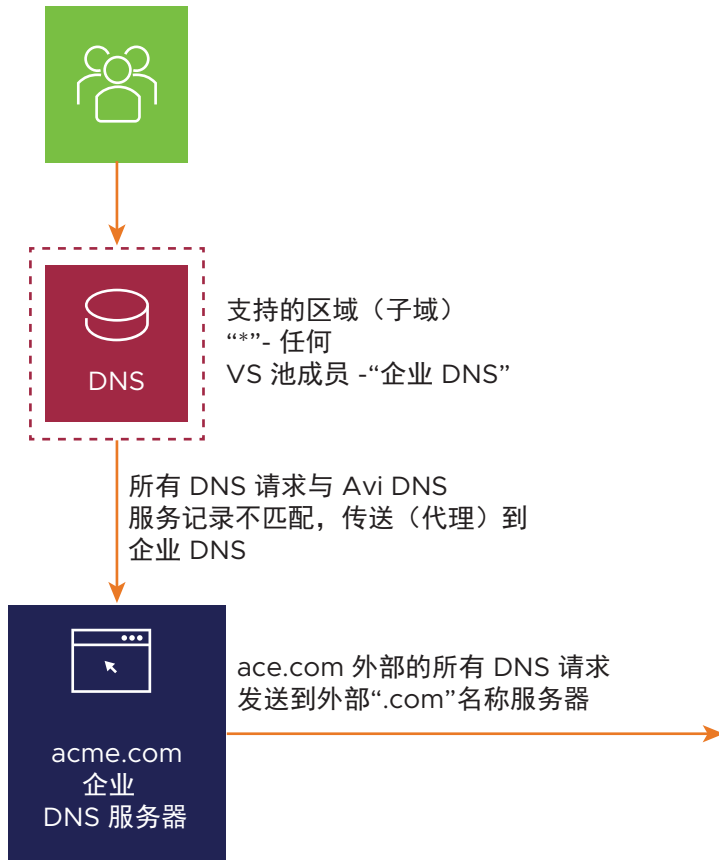 DNS
支持的区域（子域）
“*”- 任何
VS 池成员 -“企业 DNS”
所有 DNS 请求与 Avi DNS
服务记录不匹配，传送（代理）到
企业 DNS
acme.com
企业
DNS 服务器
ace.com 外部的所有 DNS 请求
发送到外部“.com”名称服务器